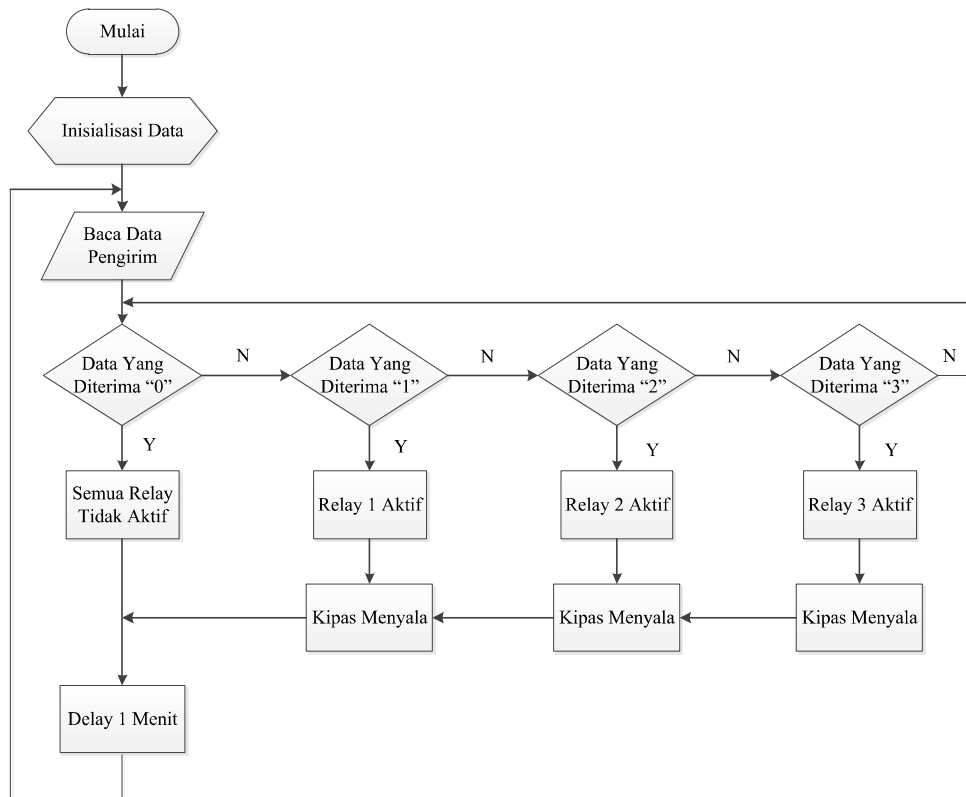 Mulai
Inisialisasi Data
Baca Data
Pengirim
Data Yang
Diterima “0”
N
Data Yang
Diterima “1”
N
Data Yang
Diterima “2”
N
Data Yang
Diterima “3”
N
Y
Y
Y
Y
Semua Relay
Tidak Aktif
Relay 1 Aktif
Relay 2 Aktif
Relay 3 Aktif
Kipas Menyala
Kipas Menyala
Kipas Menyala
Delay 1 Menit